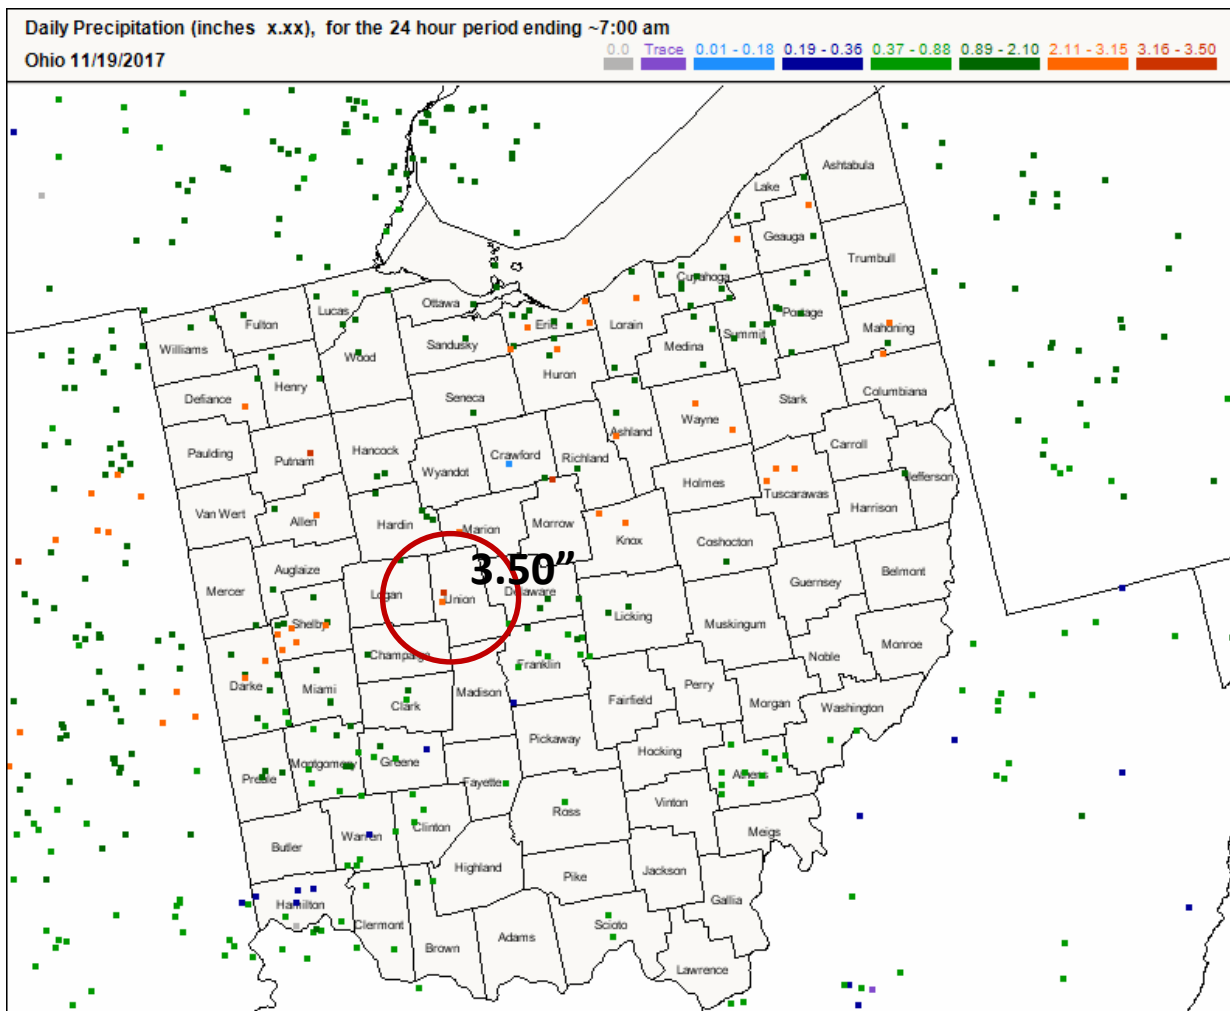 Daily Precipitation (inches x.xx), for the 24 hour period ending ~7:00 am
Ohio 11/19/2017
0.0 Trace 0.01 - 0.18 0.19 - 0.36 0.37 - 0.88 0.89 - 2.10 2.11 - 3.15 3.16 - 3.50
Ashtabula
Lake
Geauga
Trumbull
Cuyahoga
Ottawa
Lucas
Fulton
Erie
Lorain
Portage
Mahoning
Summit
Williams
Wood
Sandusky
Medina
Huron
Henry
Columbiana
Defiance
Seneca
Stark
Wayne
Ashland
Carroll
Paulding
Putnam
Hancock
Crawford
Richland
Wyandot
Jefferson
Holmes
Tuscarawas
Harrison
Van Wert
Allen
Hardin
Marion
Morrow
Knox
Coshocton
3.50”
Auglaize
Belmont
Guernsey
Mercer
Logan
Union
Delaware
Licking
Shelby
Muskingum
Monroe
Champaign
Franklin
Noble
Darke
Miami
Madison
Perry
Clark
Fairfield
Morgan
Washington
Pickaway
Hocking
Montgomery
Greene
Preble
Fayette
Athens
Vinton
Ross
Clinton
Warren
Meigs
Butler
Highland
Jackson
Pike
Gallia
Hamilton
Clermont
Scioto
Adams
Brown
Lawrence